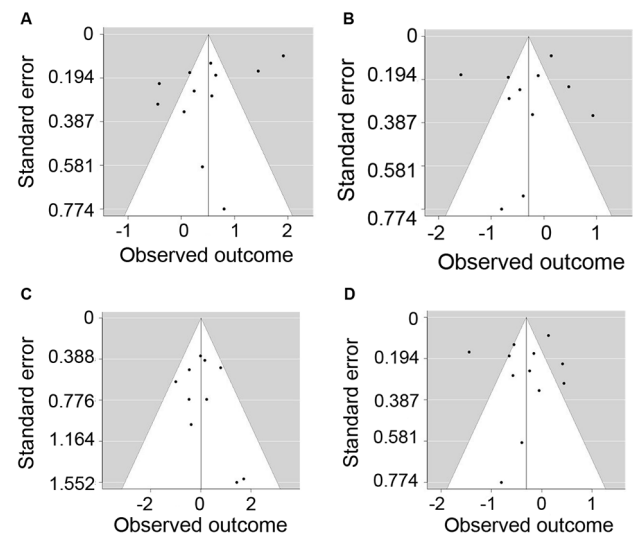 A
Standard error
0
0.194
0.387
0.581
0.774
-1 0 1 2
Observed outcome
B
Standard error
0
0.194
0.387
0.581
0.774
-2 -1 0 1
Observed outcome
C
Standard error
0
0.388
0.776
1.164
1.552
-2 0 2
Observed outcome
D
Standard error
0
0.194
0.387
0.581
0.774
-2 -1 0 1
Observed outcome